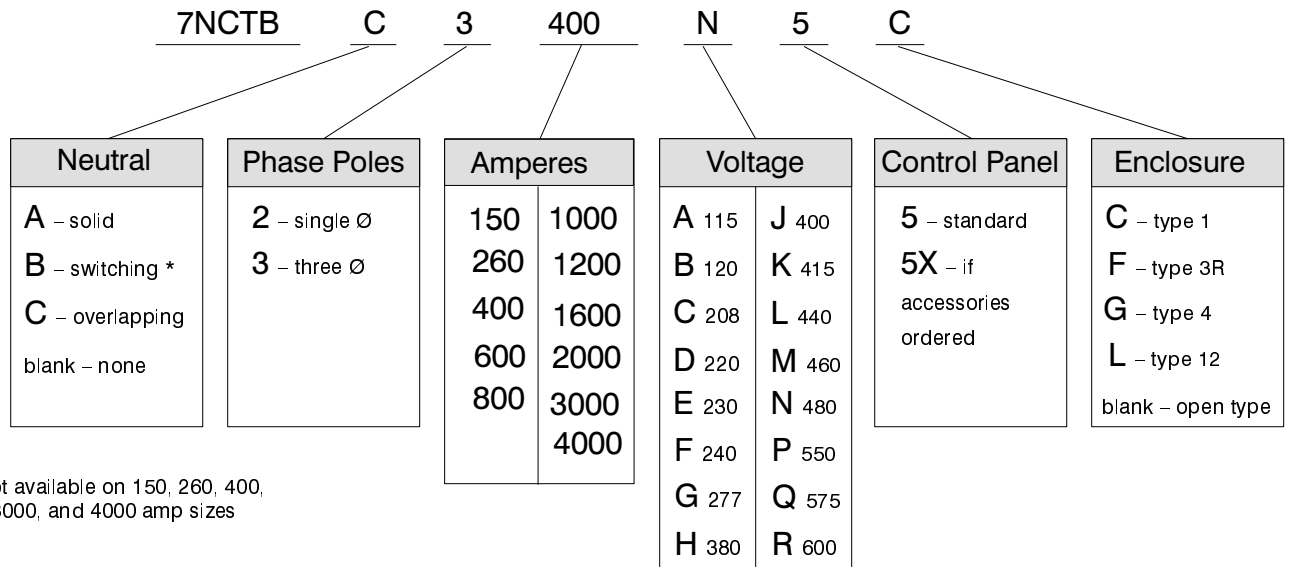 7NCTB C 3 400 N 5 C
Neutral
A – solid
B – switching *
C – overlapping
blank – none
Phase Poles
2 – single Ø
3 – three Ø
Amperes
150 1000
260 1200
400 1600
600 2000
800 3000
4000
Voltage
A 115 J 400
B 120 K 415
C 208 L 440
D 220 M 460
E 230 N 480
F 240 P 550
G 277 Q 575
H 380 R 600
Control Panel
5 – standard
5X – if
accessories
ordered
Enclosure
C – type 1
F – type 3R
G – type 4
L – type 12
blank – open type
available on 150, 260, 400,
and 4000 amp sizes